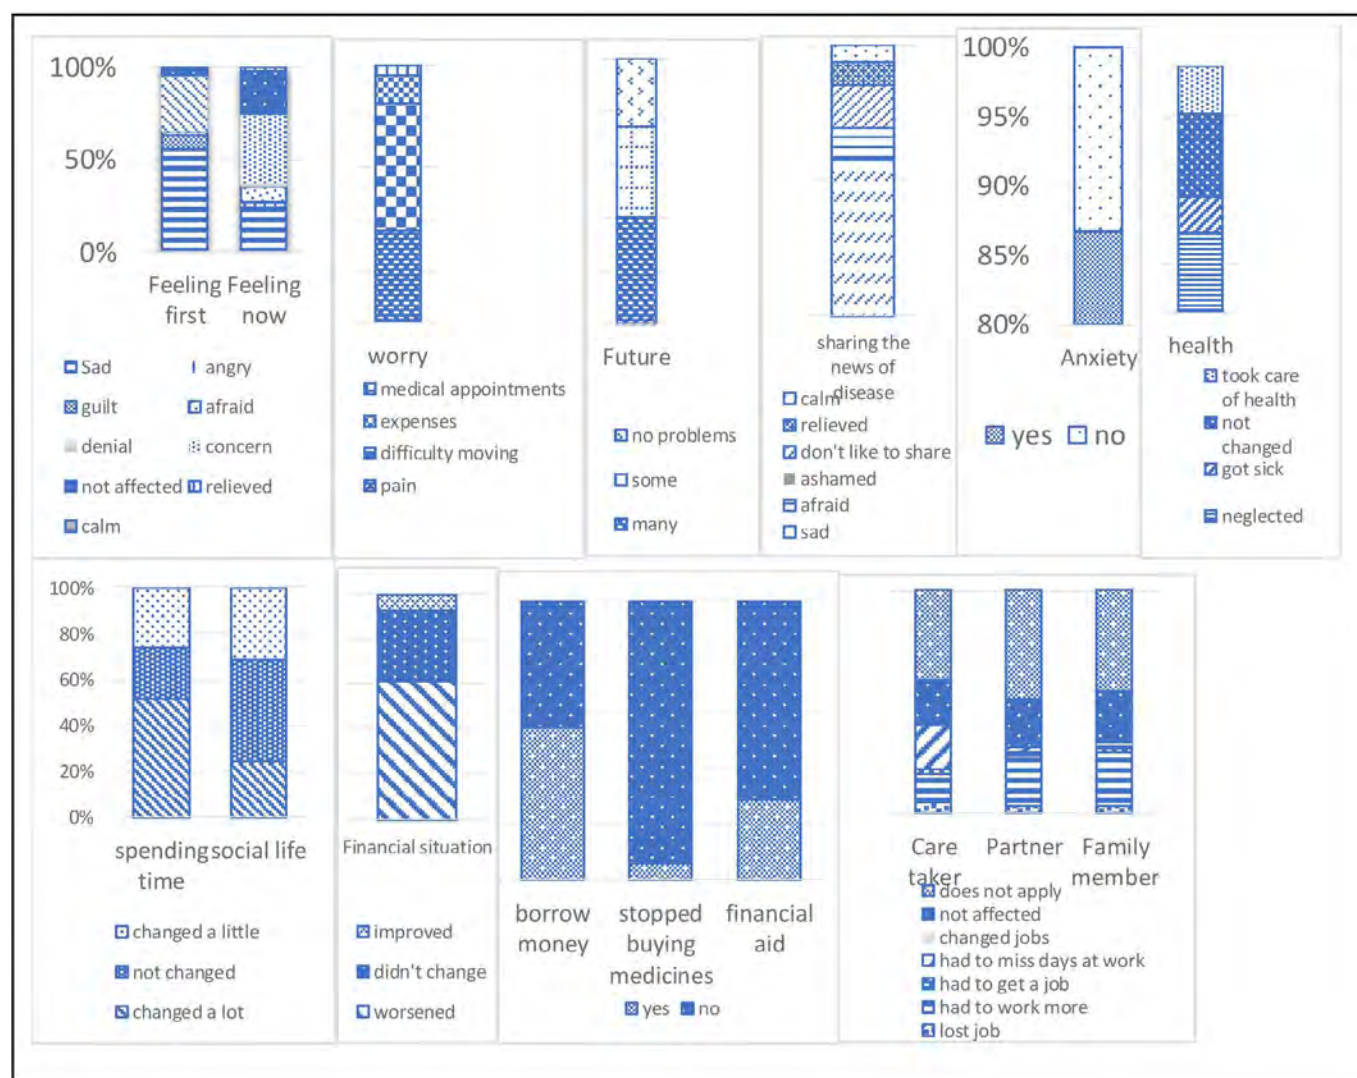 100%
50%
0%
Feeling first
Feeling now
Sad
angry
guilt
afraid
denial
concern
not affected
relieved
calm
worry
medical appointments
expenses
difficulty moving
pain
Future
no problems
some
many
sharing the
news of
disease
calm
relieved
don't like to share
ashamed
afraid
sad
100%
95%
90%
85%
80%
Anxiety
yes no
health
took care
of health
not
changed
got sick
neglected
100%
80%
60%
40%
20%
0%
spending time
social life
changed a little
not changed
changed a lot
Financial situation
improved
didn't change
worsened
borrow money
stopped buying medicines
financial aid
yes no
Care taker
Partner
Family member
does not apply
not affected
changed jobs
had to miss days at work
had to get a job
had to work more
lost job